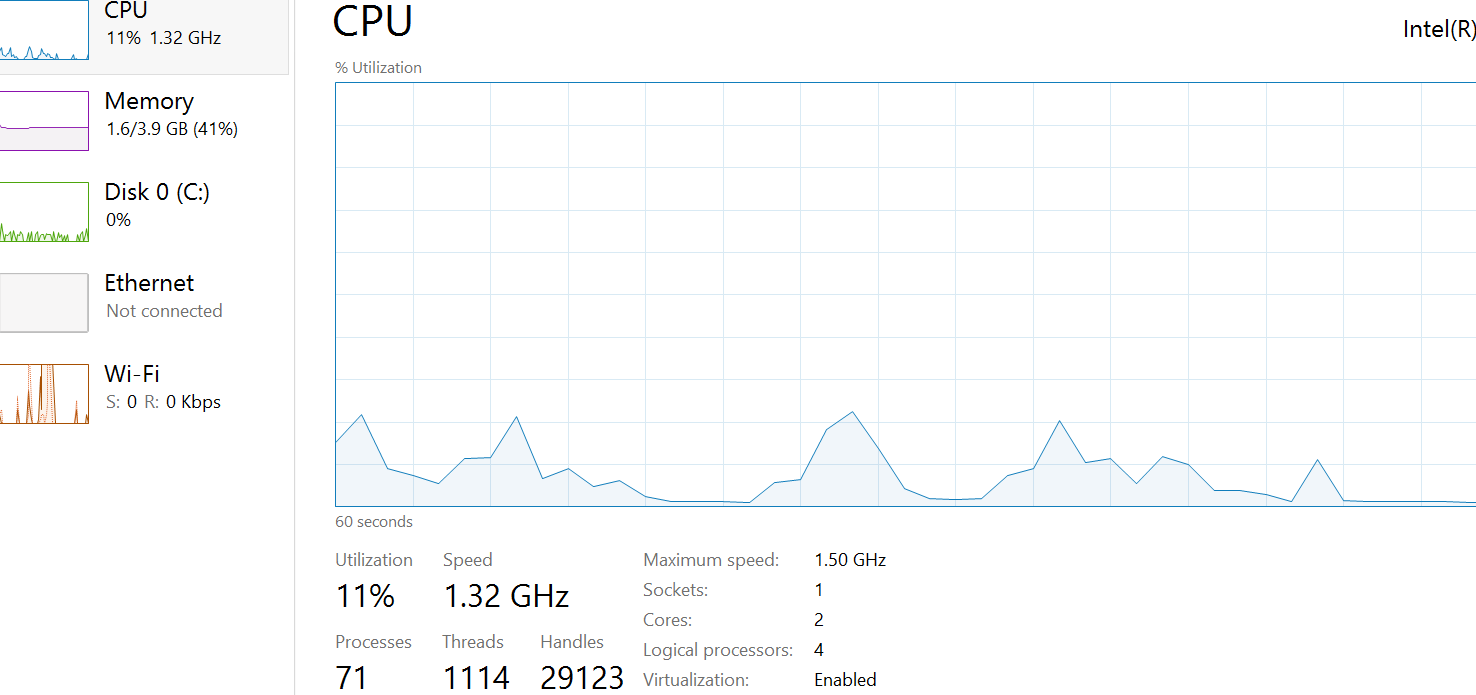 CPU
11% 1.32 GHz
Memory
1.6/3.9 GB (41%)
Disk 0 (C:)
0%
Ethernet
Not connected
Wi-Fi
S: 0 R: 0 Kbps
CPU
Intel(R)
% Utilization
60 seconds
Utilization
11%
Speed
1.32 GHz
Processes
71
Threads
1114
Handles
29123
Maximum speed: 1.50 GHz
Sockets: 1
Cores: 2
Logical processors: 4
Virtualization: Enabled